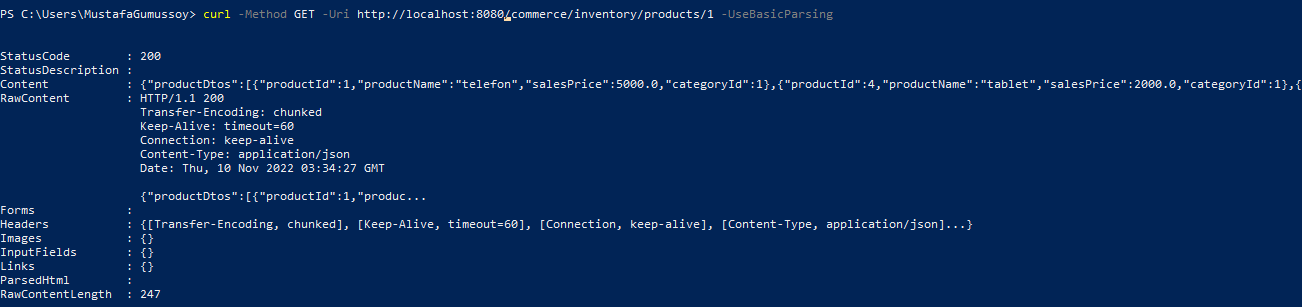 PS C:\Users\MustafaGumussoy> curl -Method GET -Uri http://localhost:8080/commerce/inventory/products/1 -UseBasicParsing
StatusCode : 200
StatusDescription :
Content : {"productDtos":[{"productId":1,"productName":"telefon","salesPrice":5000.0,"categoryId":1},{"productId":4,"productName":"tablet","salesPrice":2000.0,"categoryId":1},{
RawContent : HTTP/1.1 200
Transfer-Encoding: chunked
Keep-Alive: timeout=60
Connection: keep-alive
Content-Type: application/json
Date: Thu, 10 Nov 2022 03:34:27 GMT
{"productDtos":[{"productId":1,"produc...
Forms :
Headers : {[Transfer-Encoding, chunked], [Keep-Alive, timeout=60], [Connection, keep-alive], [Content-Type, application/json]...}
Images : {}
InputFields : {}
Links : {}
ParsedHtml :
RawContentLength : 247